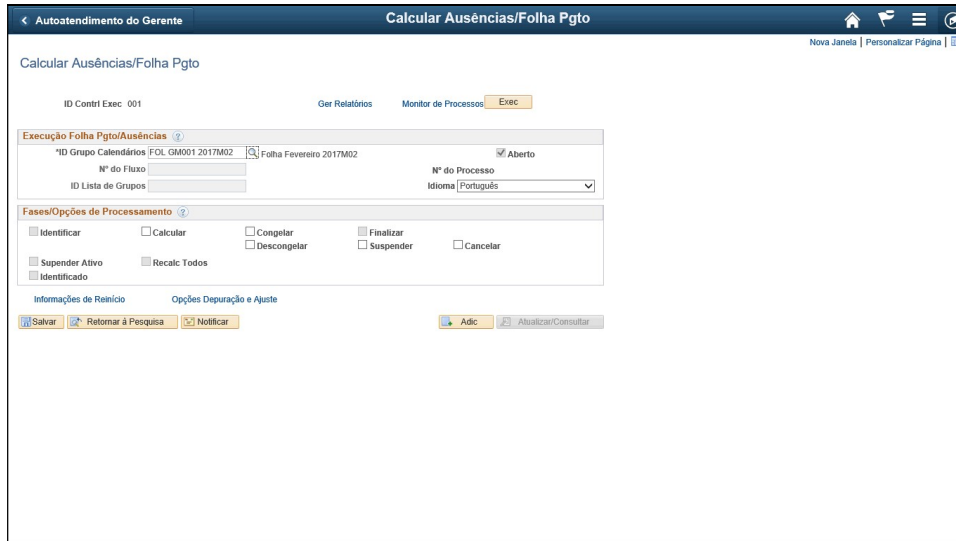 Autoatendimento do Gerente
Calcular Ausências/Folha Pgto
Nova Janela | Personalizar Página |
Calcular Ausências/Folha Pgto
ID Contrl Exec 001 Ger Relatórios Monitor de Processos Exec
Execução Folha Pgto/Ausências
*ID Grupo Calendários FOL GM001 2017M02 Folha Fevereiro 2017M02 Aberto
Nº do Fluxo Nº do Processo
ID Lista de Grupos Idioma Português
Fases/Opções de Processamento
Identificar Calcular Congelar Finalizar
Descongelar Suspender Cancelar
Supender Ativo Recalc Todos
Identificado
Informações de Reinício Opções Depuração e Ajuste
Salvar Retornar à Pesquisa Notificar Adic Atualizar/Consultar